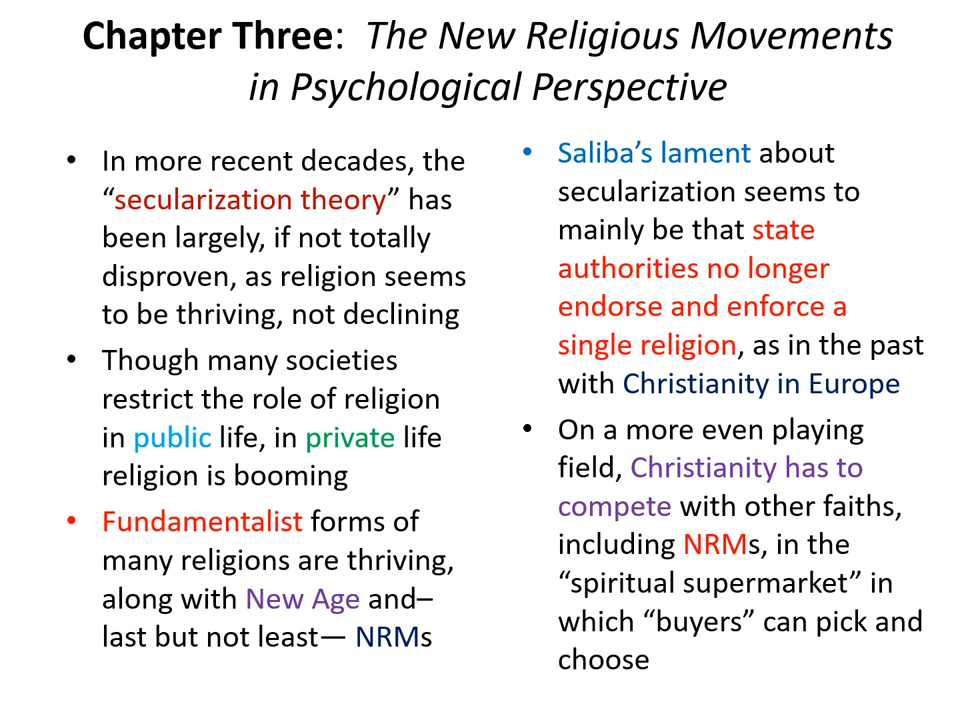 Chapter Three:  The New Religious Movements
in Psychological Perspective
• In more recent decades, the
“secularization theory” has
been largely, if not totally
disproven, as religion seems
to be thriving, not declining
• Though many societies
restrict the role of religion
in public life, in private life
religion is booming
• Fundamentalist forms of
many religions are thriving,
along with New Age and–
last but not least— NRMs
• Saliba’s lament about
secularization seems to
mainly be that state
authorities no longer
endorse and enforce a
single religion, as in the past
with Christianity in Europe
• On a more even playing
field, Christianity has to
compete with other faiths,
including NRMs, in the
“spiritual supermarket” in
which “buyers” can pick and
choose